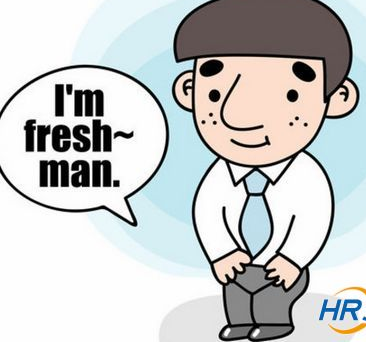 I'm
fresh~
man.
HR.